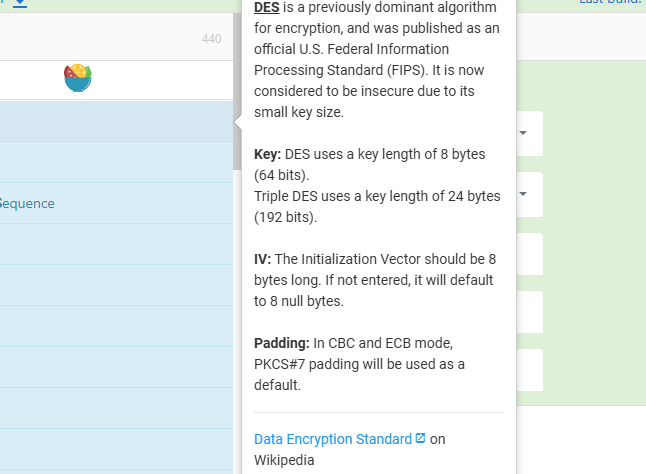 Last build:
440
DES is a previously dominant algorithm
for encryption, and was published as an
official U.S. Federal Information
Processing Standard (FIPS). It is now
considered to be insecure due to its
small key size.
Key: DES uses a key length of 8 bytes
(64 bits).
Triple DES uses a key length of 24 bytes
(192 bits).
Sequence
IV: The Initialization Vector should be 8
bytes long. If not entered, it will default
to 8 null bytes.
Padding: In CBC and ECB mode,
PKCS#7 padding will be used as a
default.
Data Encryption Standard on
Wikipedia